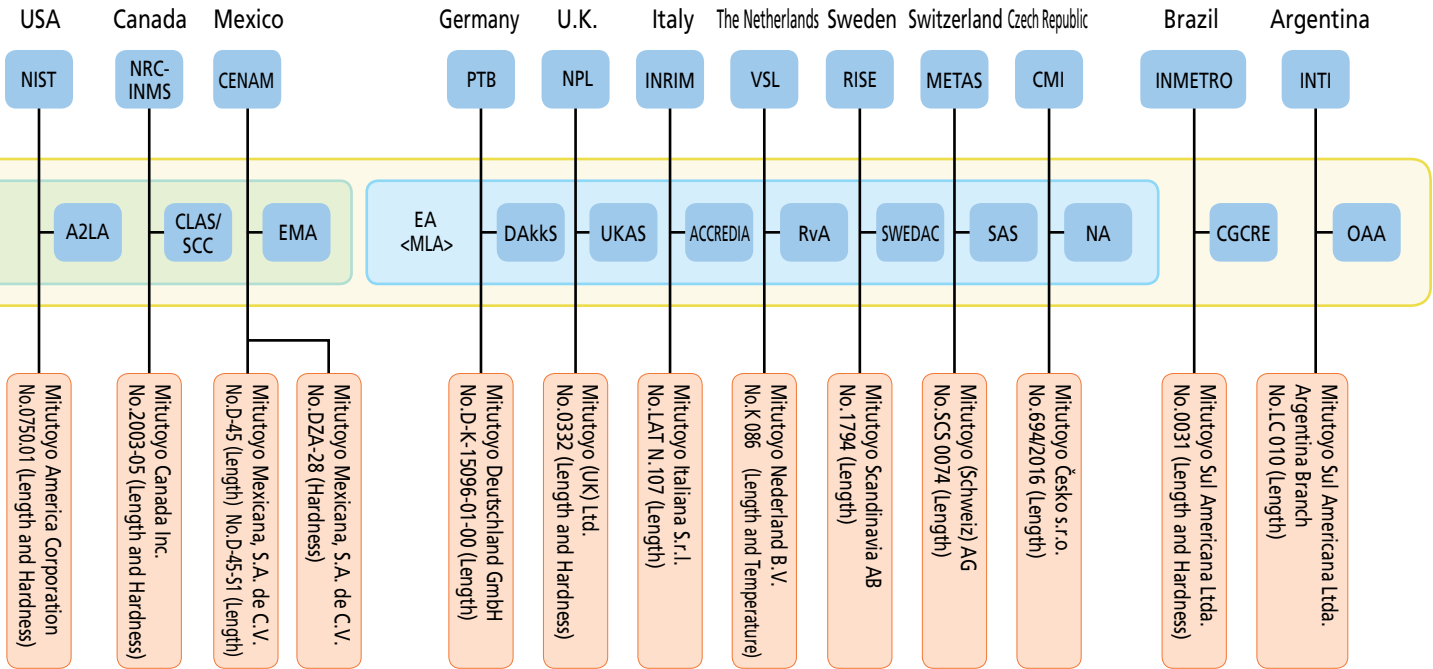 USA
Canada
Mexico
Germany
U.K.
Italy
The Netherlands
Sweden
Switzerland
Czech Republic
Brazil
Argentina
NIST
NRC-
INMS
CENAM
PTB
NPL
INRIM
VSL
RISE
METAS
CMI
INMETRO
INTI
A2LA
CLAS/
SCC
EMA
EA
<MLA>
DAkkS
UKAS
ACCREDIA
RvA
SWEDAC
SAS
NA
CGCRE
OAA
Mitutoyo America Corporation
No.0750.01 (Length and Hardness)
Mitutoyo Canada Inc.
No.2003-05 (Length and Hardness)
Mitutoyo Mexicana, S.A. de C.V.
No.D-45 (Length) No.D-45-S1 (Length)
Mitutoyo Mexicana, S.A. de C.V.
No.DZA-28 (Hardness)
Mitutoyo Deutschland GmbH
No.D-K-15096-01-00 (Length)
Mitutoyo (UK) Ltd.
No.0332 (Length and Hardness)
Mitutoyo Italiana S.r.l.
No.LAT N.107 (Length)
Mitutoyo Nederland B.V.
No.K 086 (Length and Temperature)
Mitutoyo Scandinavia AB
No.1794 (Length)
Mitutoyo (Schweiz) AG
No.SCS 0074 (Length)
Mitutoyo Česko s.r.o.
No.694/2016 (Length)
Mitutoyo Sul Americana Ltda.
No.0031 (Length and Hardness)
Mitutoyo Sul Americana Ltda.
Argentina Branch
No.LC 010 (Length)